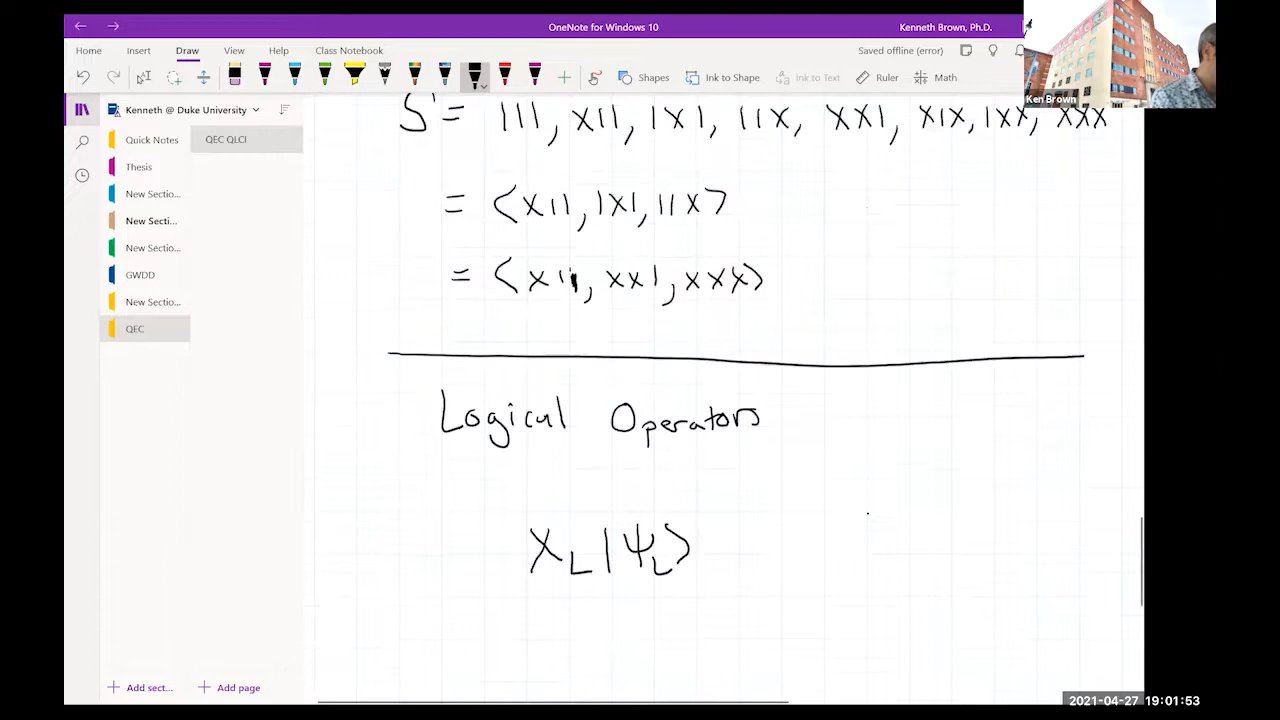 OneNote for Windows 10
Kenneth Brown, Ph.D.
Home Insert Draw View Help Class Notebook
Saved offline (error)
Shapes Ink to Shape Ink to Text Ruler Math
Ken Brown
Kenneth @ Duke University
Quick Notes
QEC QLCI
Thesis
New Sectio...
New Secti...
New Sectio...
GWDD
New Sectio...
QEC
S' = III, XII, IXI, IIX, XXI, XIX, IXX, XXX
= <XII, IXI, IIX>
= <XII, XXI, XXX>
Logical Operators
X_L |Ψ_L>
Add sect...
Add page
2021-04-27 19:01:53